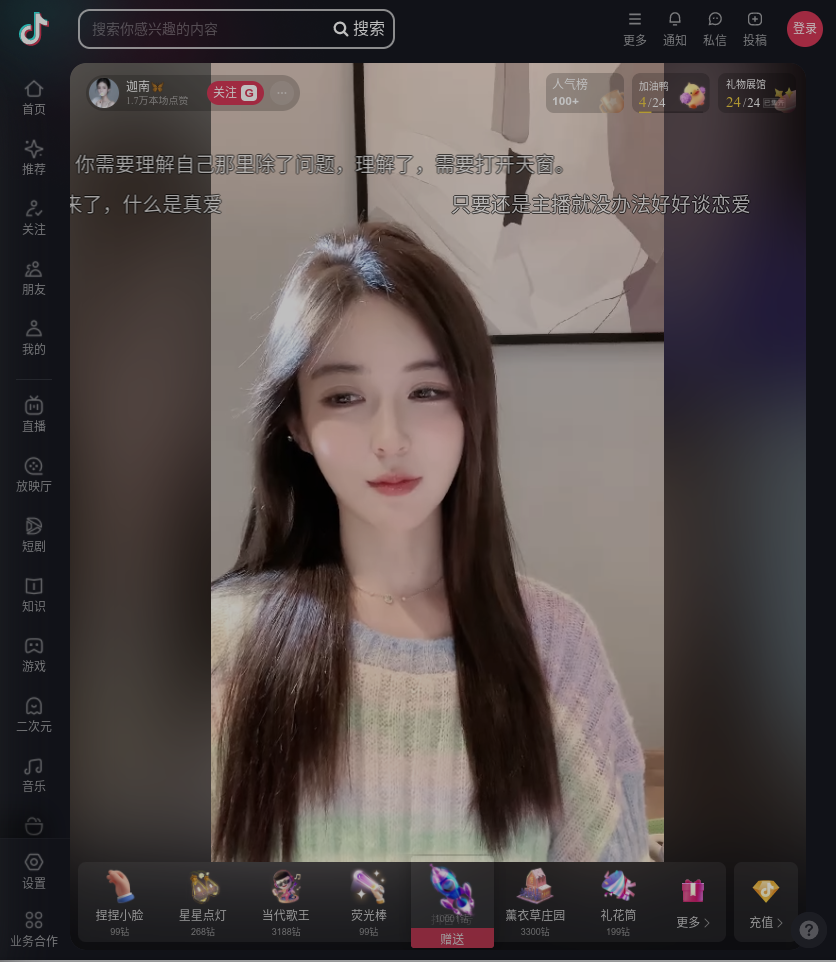 搜索你感兴趣的内容
搜索
更多
通知
私信
投稿
登录
首页
推荐
关注
朋友
我的
直播
放映厅
短剧
知识
游戏
二次元
音乐
设置
业务合作
迦南
1.7万本场点赞
关注 G
人气榜
100+
加油鸭
4/24
礼物展馆
24/24
你需要理解自己那里除了问题，理解了，需要打开天窗。
来了，什么是真爱
只要还是主播就没办法好好谈恋爱
捏捏小脸
99钻
星星点灯
268钻
当代歌王
3188钻
荧光棒
99钻
赠送
薰衣草庄园
3300钻
礼花筒
199钻
更多
充值
?